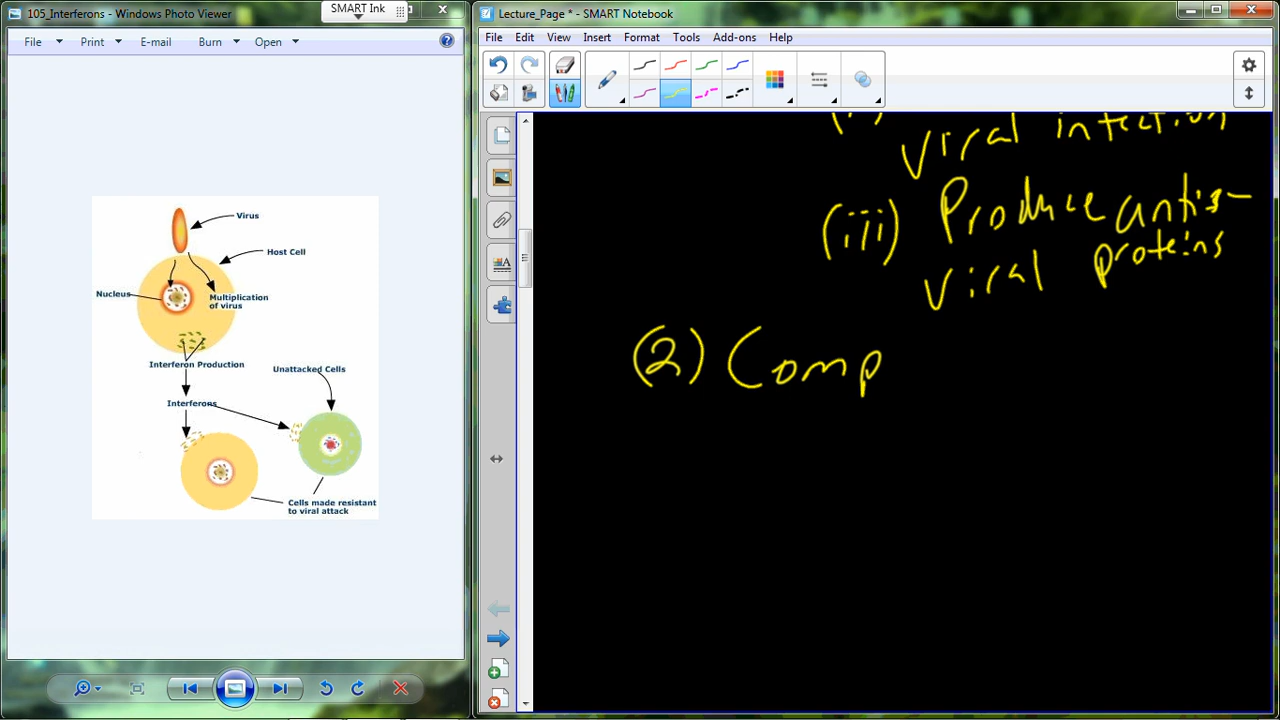 105_Interferons - Windows Photo Viewer
SMART Ink
File Print E-mail Burn Open
Virus
Host Cell
Nucleus
Multiplication
of virus
Interferon Production
Unattacked Cells
Interferons
Cells made resistant
to viral attack
Lecture_Page * - SMART Notebook
File Edit View Insert Format Tools Add-ons Help
viral infection
(iii) Produce anti-
viral proteins
(2) Comp